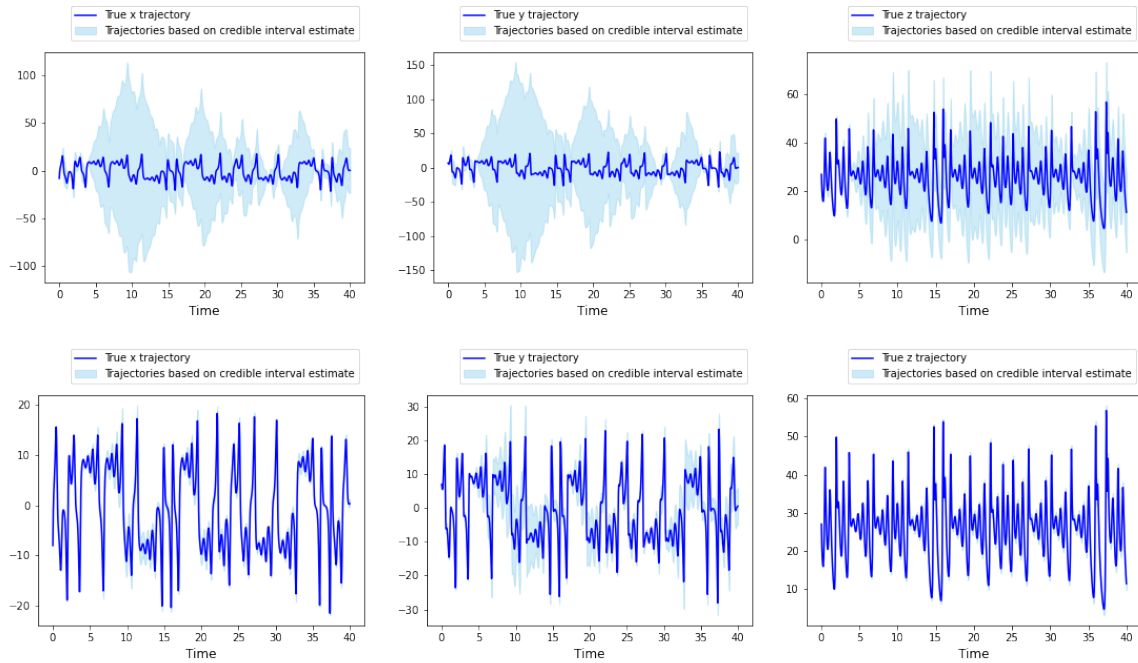 True x trajectory
Trajectories based on credible interval estimate
100
50
0
−50
−100
0 5 10 15 20 25 30 35 40
Time
True y trajectory
Trajectories based on credible interval estimate
150
100
50
0
−50
−100
−150
0 5 10 15 20 25 30 35 40
Time
True z trajectory
Trajectories based on credible interval estimate
60
40
20
0
0 5 10 15 20 25 30 35 40
Time
True x trajectory
Trajectories based on credible interval estimate
20
10
0
−10
−20
0 5 10 15 20 25 30 35 40
Time
True y trajectory
Trajectories based on credible interval estimate
30
20
10
0
−10
−20
−30
0 5 10 15 20 25 30 35 40
Time
True z trajectory
Trajectories based on credible interval estimate
60
50
40
30
20
10
0 5 10 15 20 25 30 35 40
Time